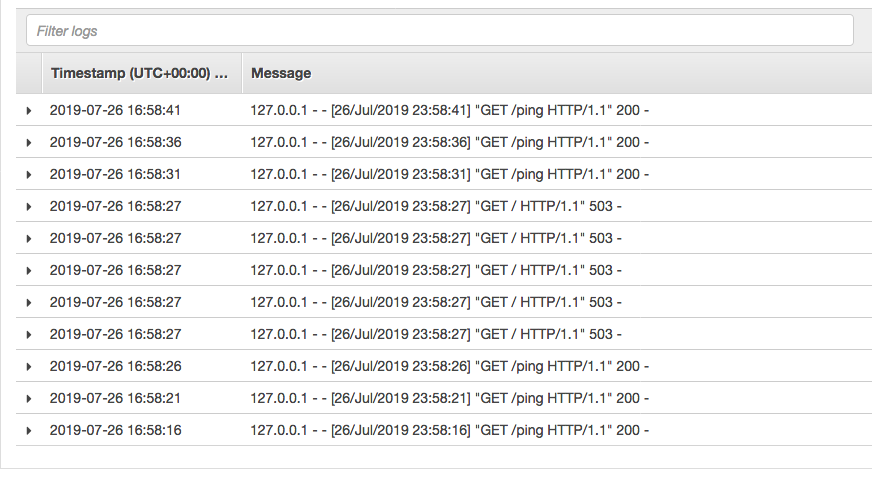 Filter logs
Timestamp (UTC+00:00) ... Message
2019-07-26 16:58:41 127.0.0.1 - - [26/Jul/2019 23:58:41] "GET /ping HTTP/1.1" 200 -
2019-07-26 16:58:36 127.0.0.1 - - [26/Jul/2019 23:58:36] "GET /ping HTTP/1.1" 200 -
2019-07-26 16:58:31 127.0.0.1 - - [26/Jul/2019 23:58:31] "GET /ping HTTP/1.1" 200 -
2019-07-26 16:58:27 127.0.0.1 - - [26/Jul/2019 23:58:27] "GET / HTTP/1.1" 503 -
2019-07-26 16:58:27 127.0.0.1 - - [26/Jul/2019 23:58:27] "GET / HTTP/1.1" 503 -
2019-07-26 16:58:27 127.0.0.1 - - [26/Jul/2019 23:58:27] "GET / HTTP/1.1" 503 -
2019-07-26 16:58:27 127.0.0.1 - - [26/Jul/2019 23:58:27] "GET / HTTP/1.1" 503 -
2019-07-26 16:58:27 127.0.0.1 - - [26/Jul/2019 23:58:27] "GET / HTTP/1.1" 503 -
2019-07-26 16:58:26 127.0.0.1 - - [26/Jul/2019 23:58:26] "GET /ping HTTP/1.1" 200 -
2019-07-26 16:58:21 127.0.0.1 - - [26/Jul/2019 23:58:21] "GET /ping HTTP/1.1" 200 -
2019-07-26 16:58:16 127.0.0.1 - - [26/Jul/2019 23:58:16] "GET /ping HTTP/1.1" 200 -